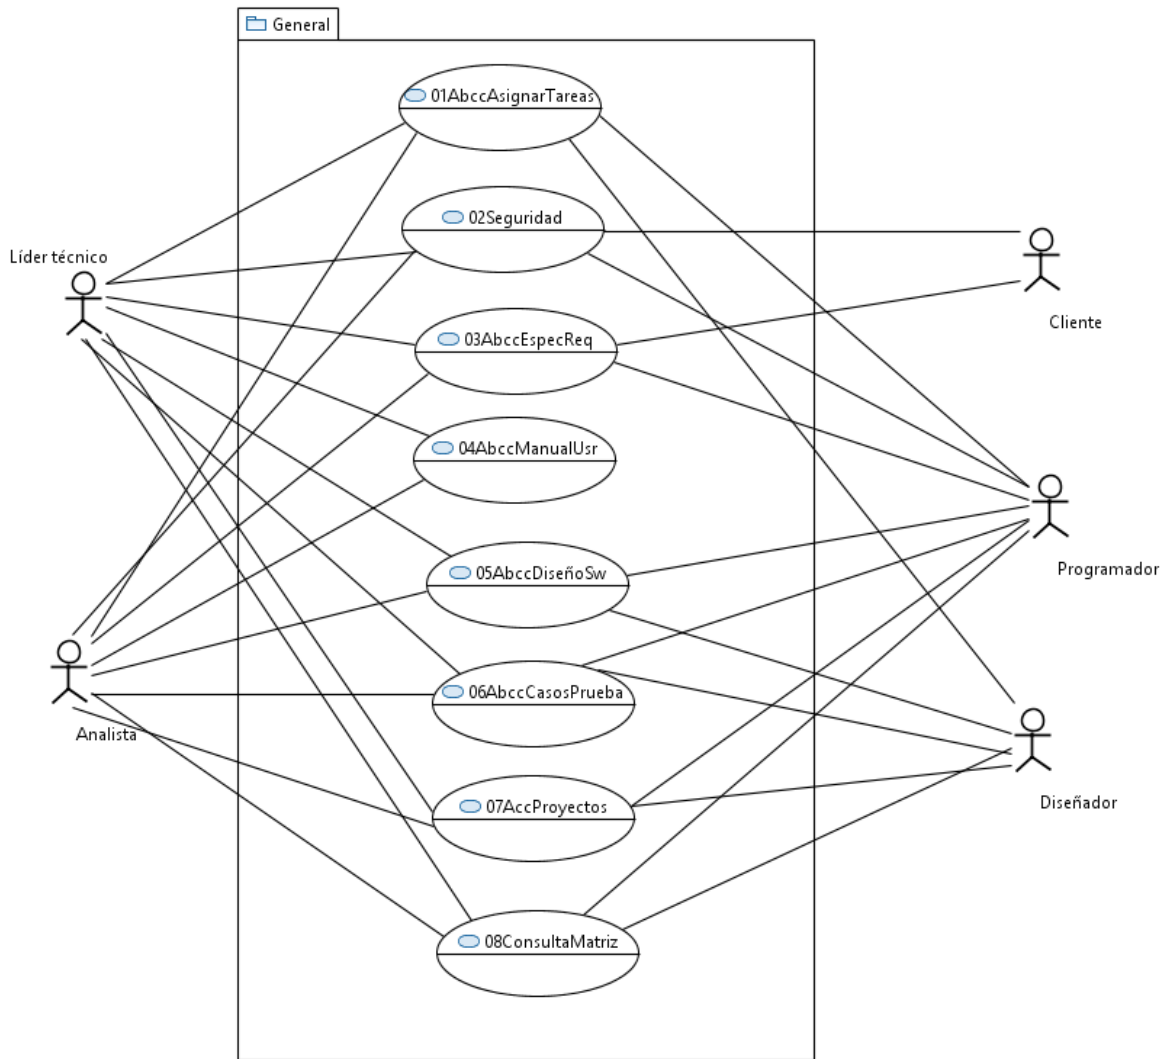 General
01AbccAsignarTareas
02Seguridad
Líder técnico
Cliente
03AbccEspecReq
04AbccManualUsr
05AbccDiseñoSw
Programador
06AbccCasosPrueba
Analista
07AccProyectos
Diseñador
08ConsultaMatriz